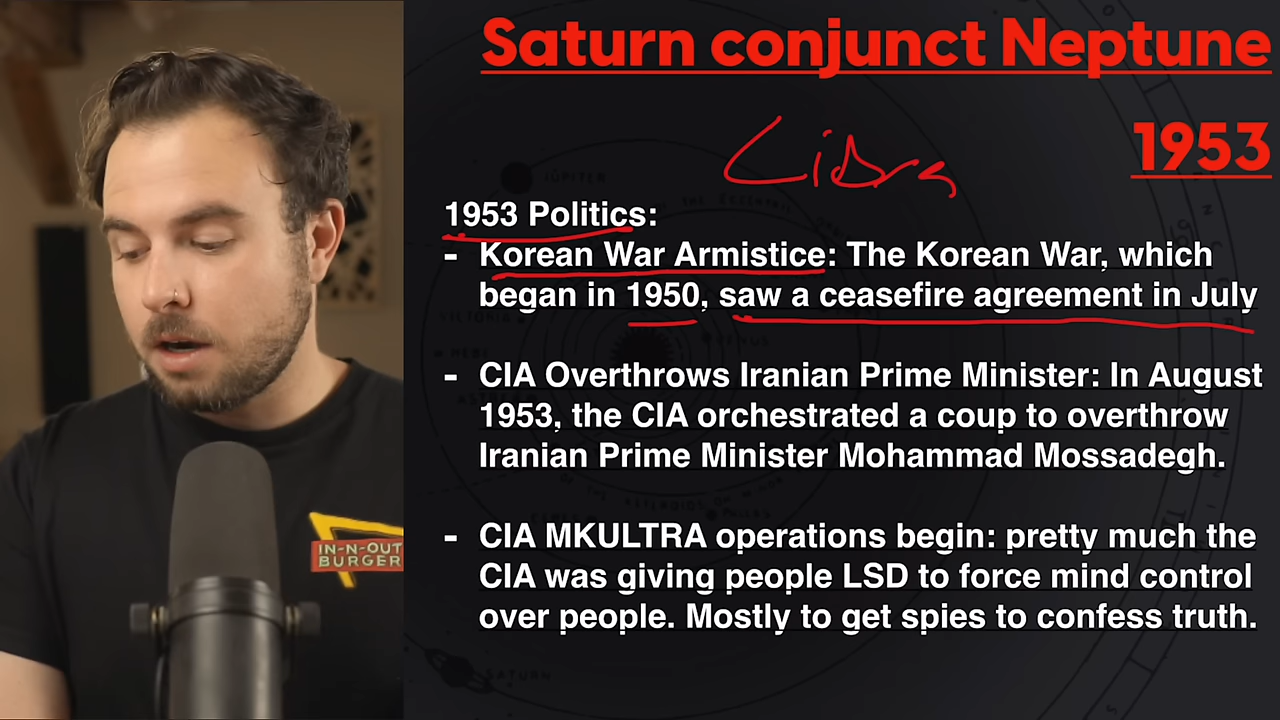 Saturn conjunct Neptune
1953
Libra
1953 Politics:
- Korean War Armistice: The Korean War, which
began in 1950, saw a ceasefire agreement in July
- CIA Overthrows Iranian Prime Minister: In August
1953, the CIA orchestrated a coup to overthrow
Iranian Prime Minister Mohammad Mossadegh.
- CIA MKULTRA operations begin: pretty much the
CIA was giving people LSD to force mind control
over people. Mostly to get spies to confess truth.
IN-N-OUT
BURGER
JUPITER
SATURN